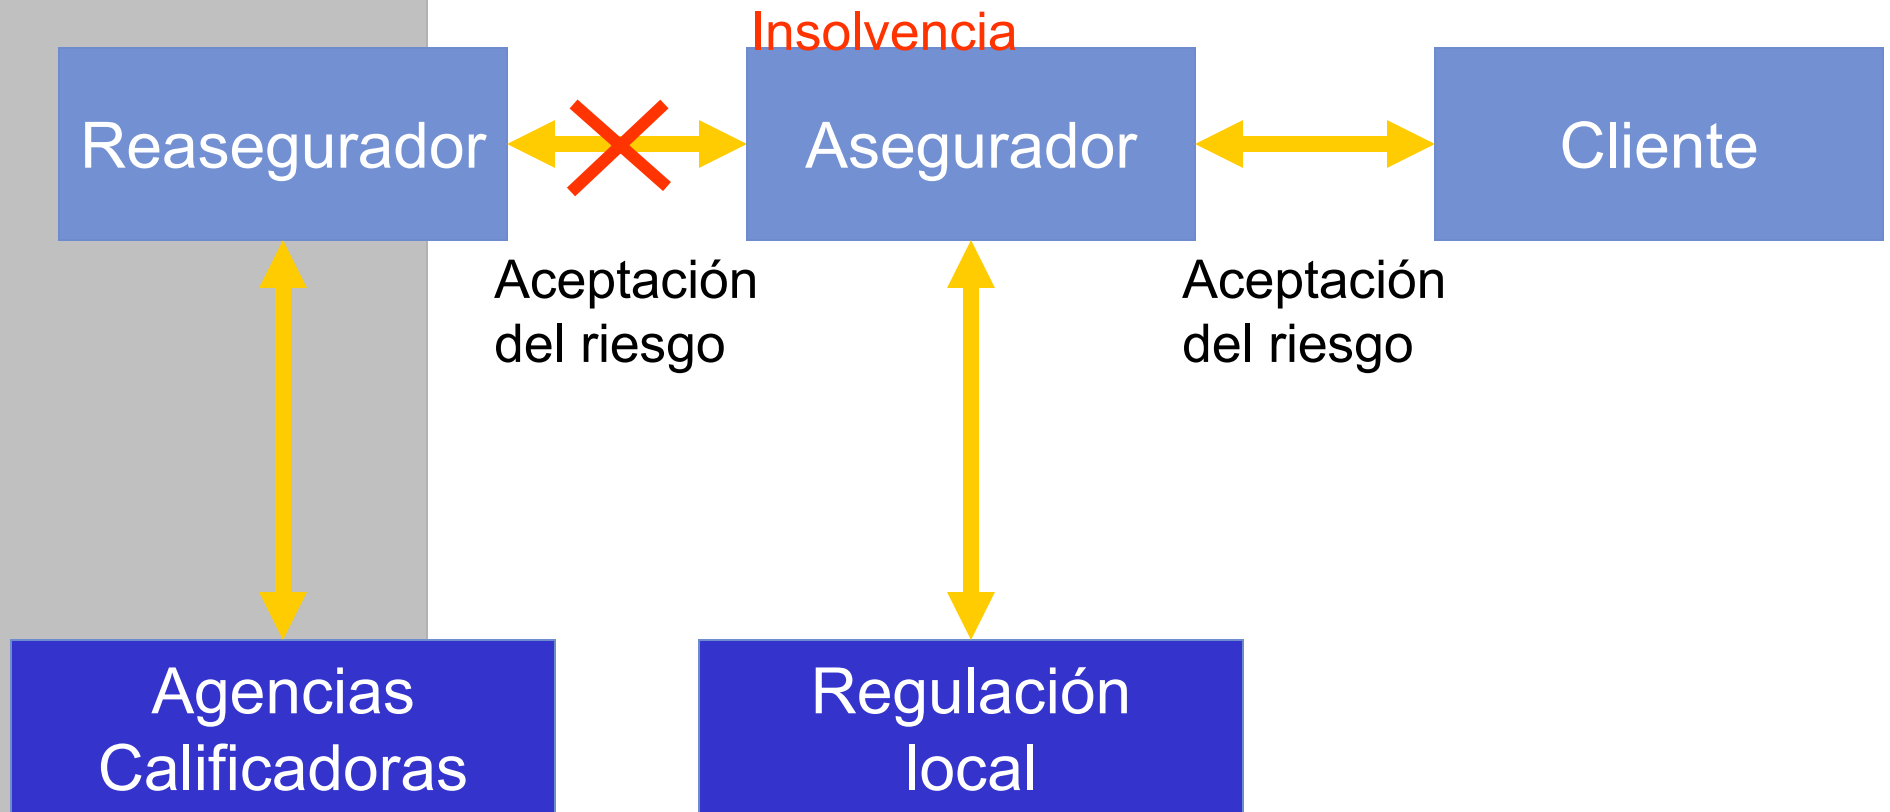 Insolvencia
Reasegurador
Asegurador
Cliente
Aceptación
del riesgo
Aceptación
del riesgo
Agencias
Calificadoras
Regulación
local